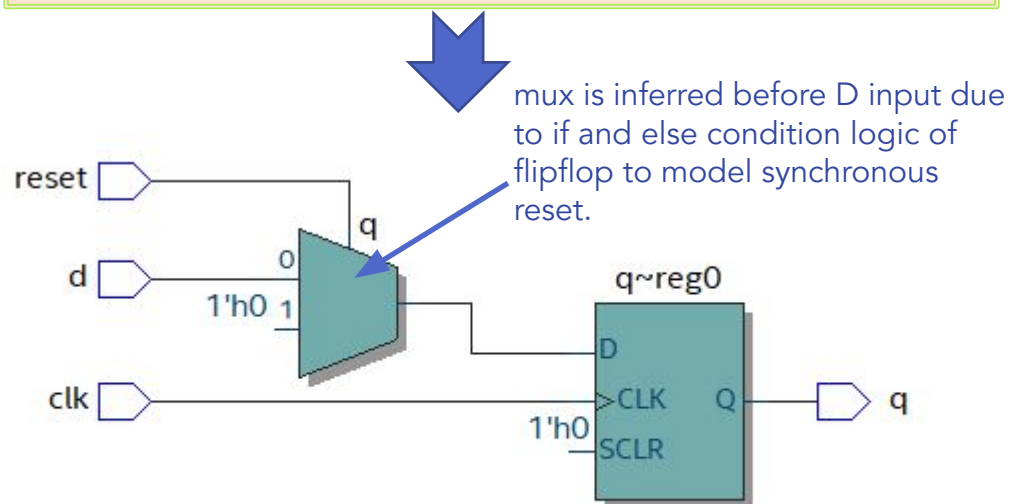 mux is inferred before D input due
to if and else condition logic of
flipflop to model synchronous
reset.
reset
q
d
0
1'h0
1
q~reg0
D
clk
CLK
Q
q
1'h0
SCLR